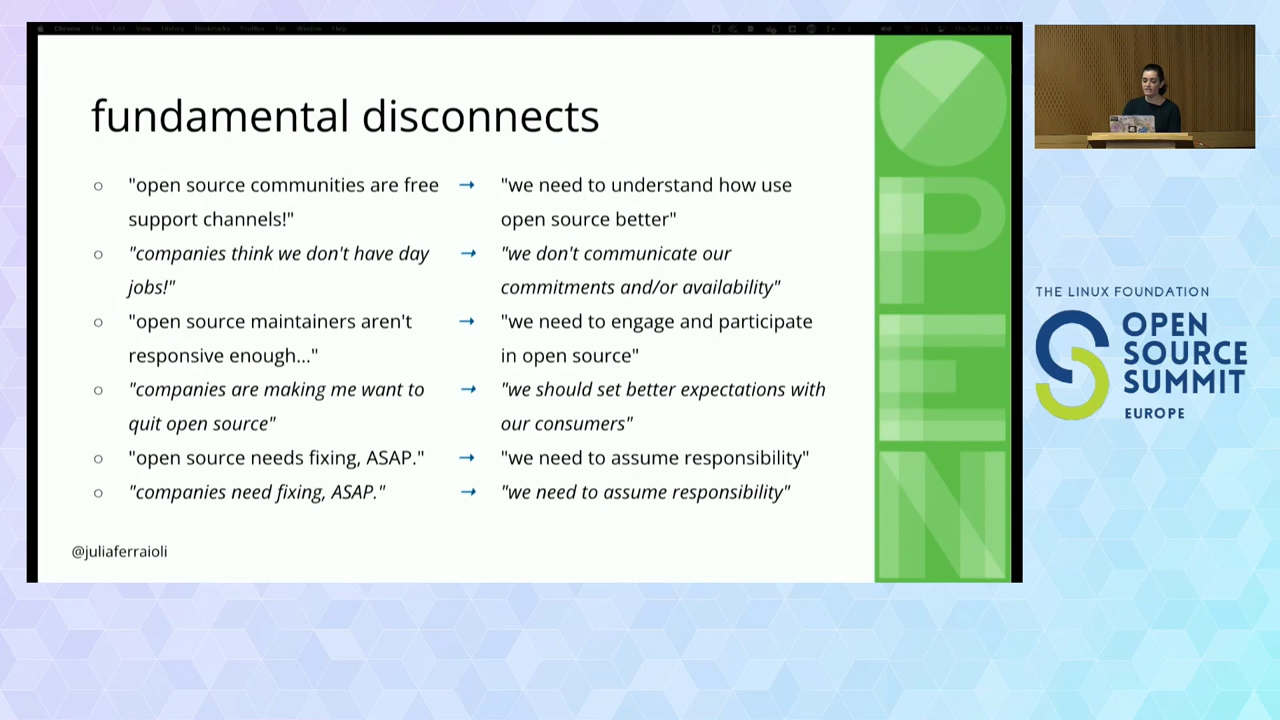 fundamental disconnects
"open source communities are free
support channels!"
→ "we need to understand how use
open source better"
"companies think we don't have day
jobs!"
→ "we don't communicate our
commitments and/or availability"
"open source maintainers aren't
responsive enough..."
→ "we need to engage and participate
in open source"
"companies are making me want to
quit open source"
→ "we should set better expectations with
our consumers"
"open source needs fixing, ASAP." → "we need to assume responsibility"
"companies need fixing, ASAP." → "we need to assume responsibility"
@juliaferraioli
OPEN
THE LINUX FOUNDATION
OPEN
SOURCE
SUMMIT
EUROPE